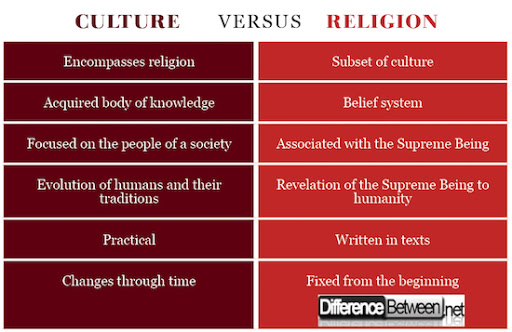 CULTURE VERSUS RELIGION
Encompasses religion
Subset of culture
Acquired body of knowledge
Belief system
Focused on the people of a society
Associated with the Supreme Being
Evolution of humans and their
traditions
Revelation of the Supreme Being to
humanity
Practical
Written in texts
Changes through time
Fixed from the beginning
DifferenceBetween.net